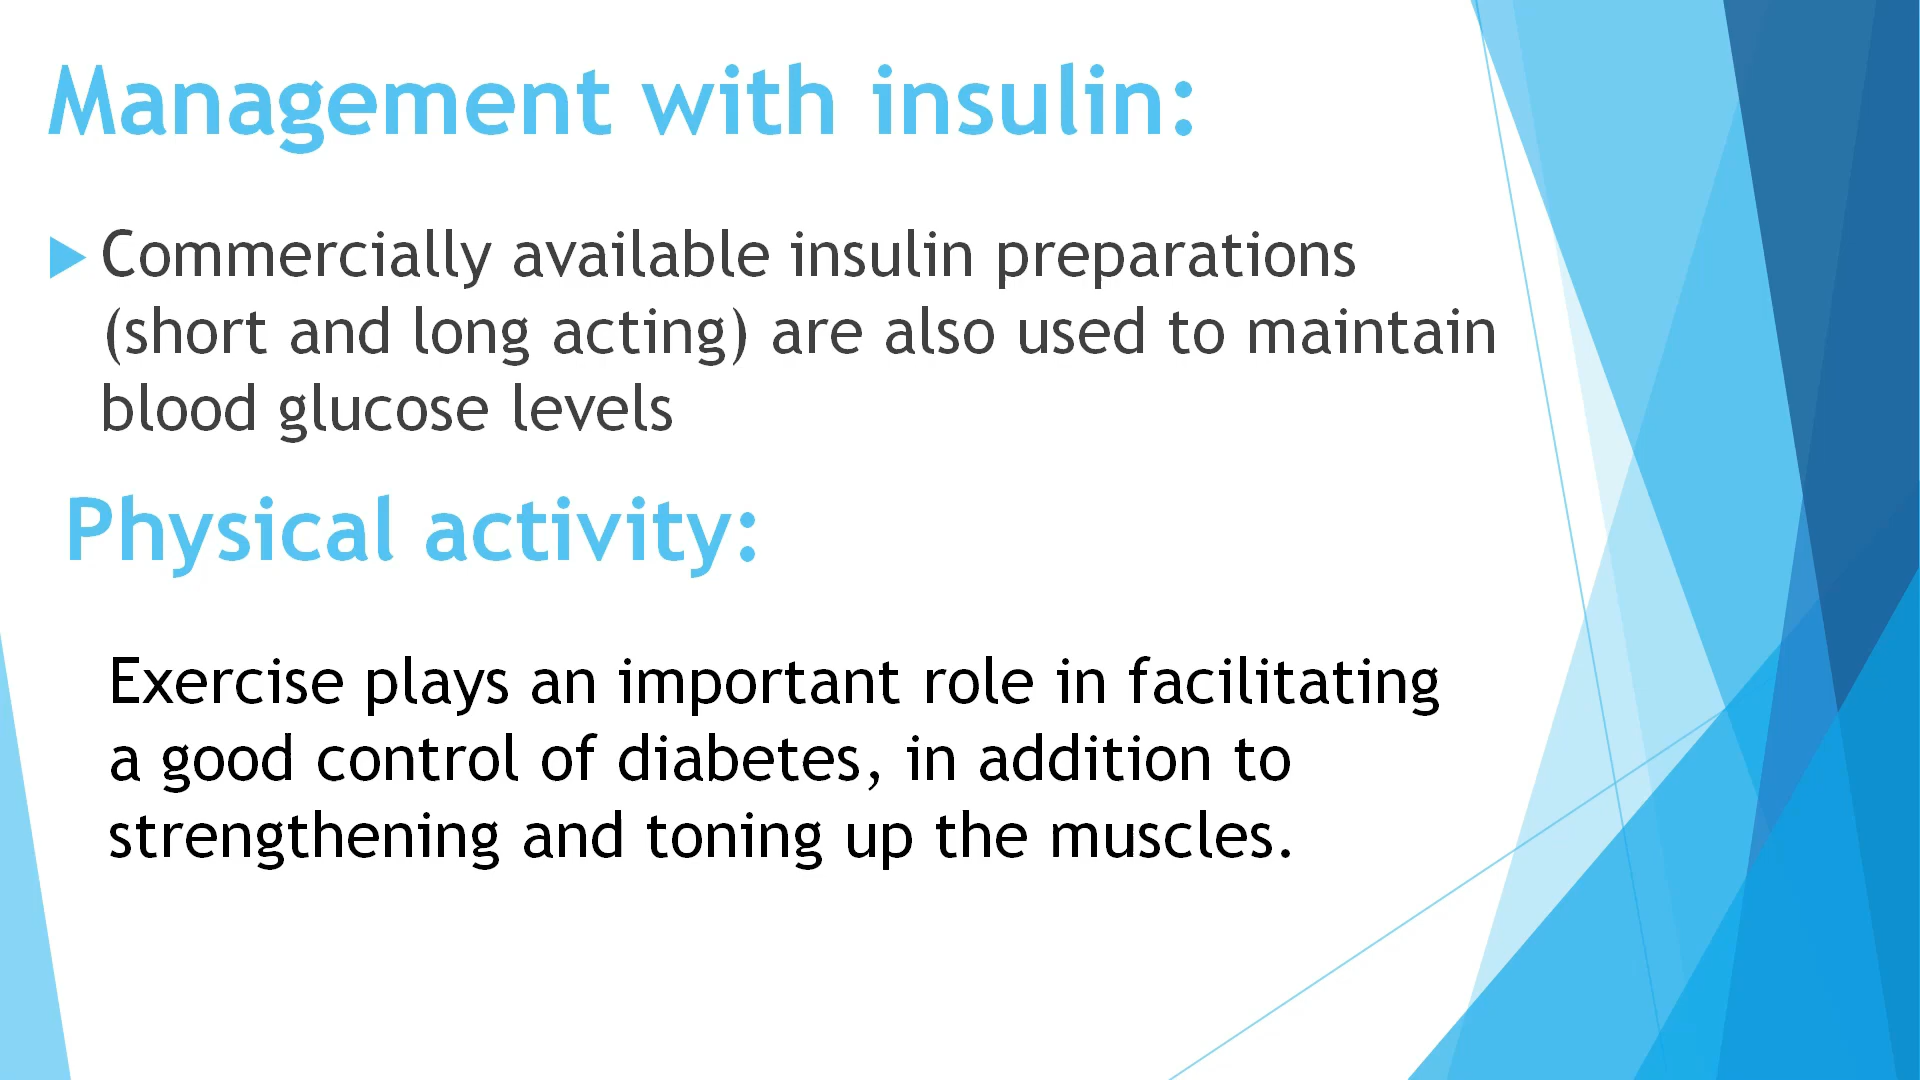 Management with insulin:
Commercially available insulin preparations
(short and long acting) are also used to maintain
blood glucose levels
Physical activity:
Exercise plays an important role in facilitating
a good control of diabetes, in addition to
strengthening and toning up the muscles.